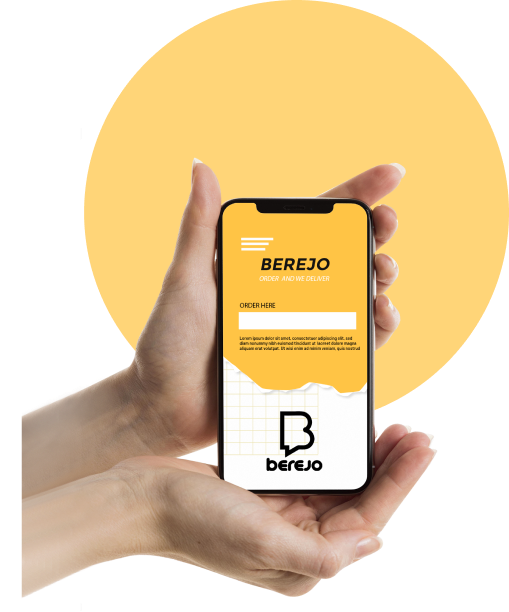 BEREJO
ORDER AND WE DELIVER
ORDER HERE
Lorem ipsum dolor sit amet, consectetuer adipiscing elit, sed
diam nonummy nibh euismod tincidunt ut laoreet dolore magna
aliquam erat volutpat. Ut wisi enim ad minim veniam, quis nostrud
berejo